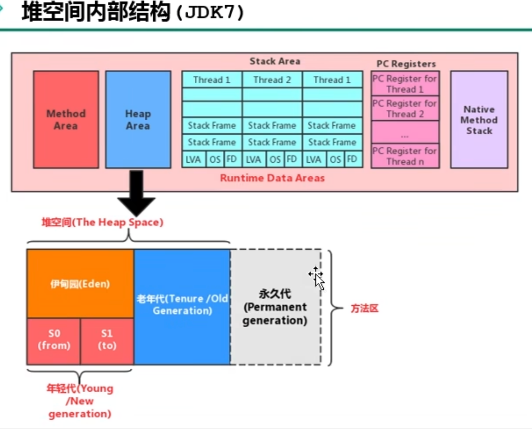 堆空间内部结构(JDK7)
Stack Area
PC Registers
Method
Area
Heap
Area
Thread 1
Thread 2
Thread 1
Stack Frame
Stack Frame
Stack Frame
Stack Frame
Stack Frame
Stack Frame
LVA
OS
FD
LVA
OS
FD
LVA
OS
FD
PC Register for
Thread 1
PC Register for
Thread 2
...
PC Register for
Thread n
Native
Method
Stack
Runtime Data Areas
堆空间(The Heap Space)
伊甸园(Eden)
S0
(from)
S1
(to)
老年代(Tenure /Old
Generation)
永久代
(Permanent
generation)
方法区
年轻代(Young
/New
generation)